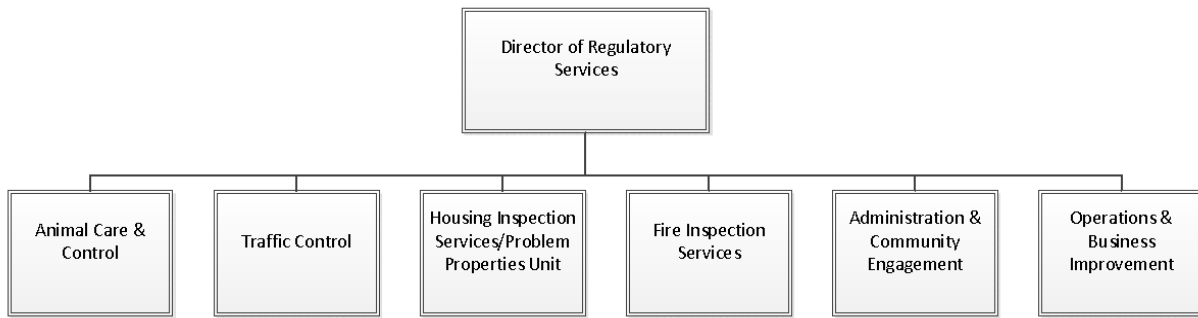 Director of Regulatory
Services
Animal Care &
Control
Traffic Control
Housing Inspection
Services/Problem
Properties Unit
Fire Inspection
Services
Administration &
Community
Engagement
Operations &
Business
Improvement